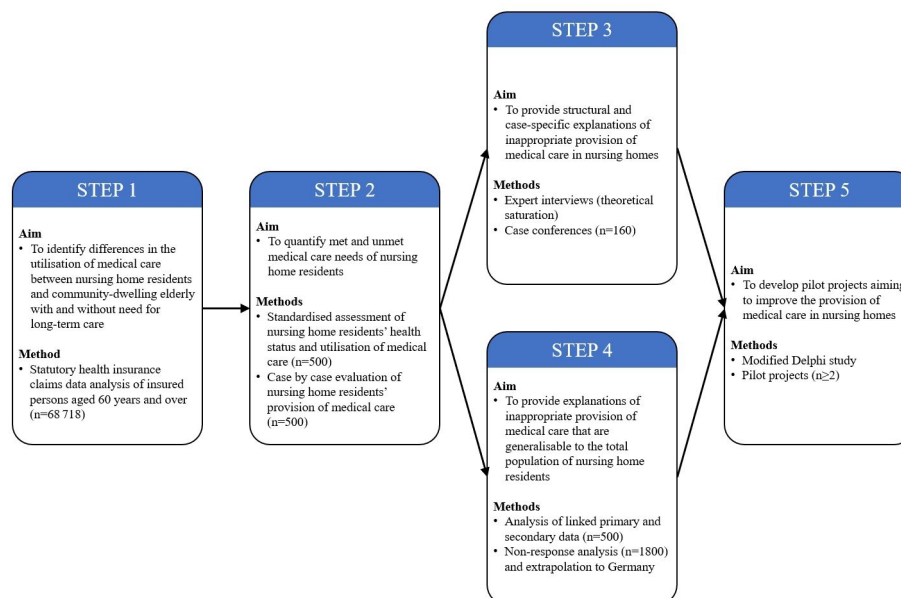 STEP 1
Aim
• To identify differences in the
utilisation of medical care
between nursing home residents
and community-dwelling elderly
with and without need for
long-term care
Method
• Statutory health insurance
claims data analysis of insured
persons aged 60 years and over
(n=68 718)
STEP 2
Aim
• To quantify met and unmet
medical care needs of nursing
home residents
Methods
• Standardised assessment of
nursing home residents’ health
status and utilisation of medical
care (n=500)
• Case by case evaluation of
nursing home residents’
provision of medical care
(n=500)
STEP 3
Aim
• To provide structural and
case-specific explanations of
inappropriate provision of
medical care in nursing homes
Methods
• Expert interviews (theoretical
saturation)
• Case conferences (n=160)
STEP 4
Aim
• To provide explanations of
inappropriate provision of
medical care that are
generalisable to the total
population of nursing home
residents
Methods
• Analysis of linked primary and
secondary data (n=500)
• Non-response analysis (n=1800)
and extrapolation to Germany
STEP 5
Aim
• To develop pilot projects aiming
to improve the provision of
medical care in nursing homes
Methods
• Modified Delphi study
• Pilot projects (n≥2)